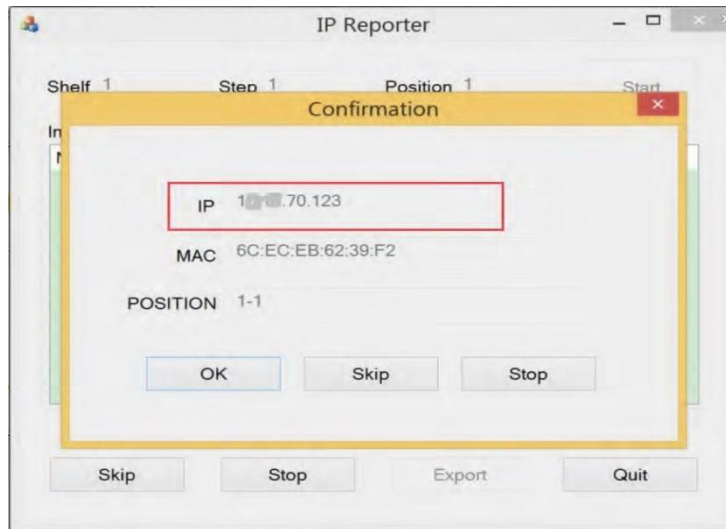 IP Reporter
Shelf 1 Step 1 Position 1 Start
Confirmation
IP .70.123
MAC 6C:EC:EB:62:39:F2
POSITION 1-1
OK Skip Stop
Skip Stop Export Quit